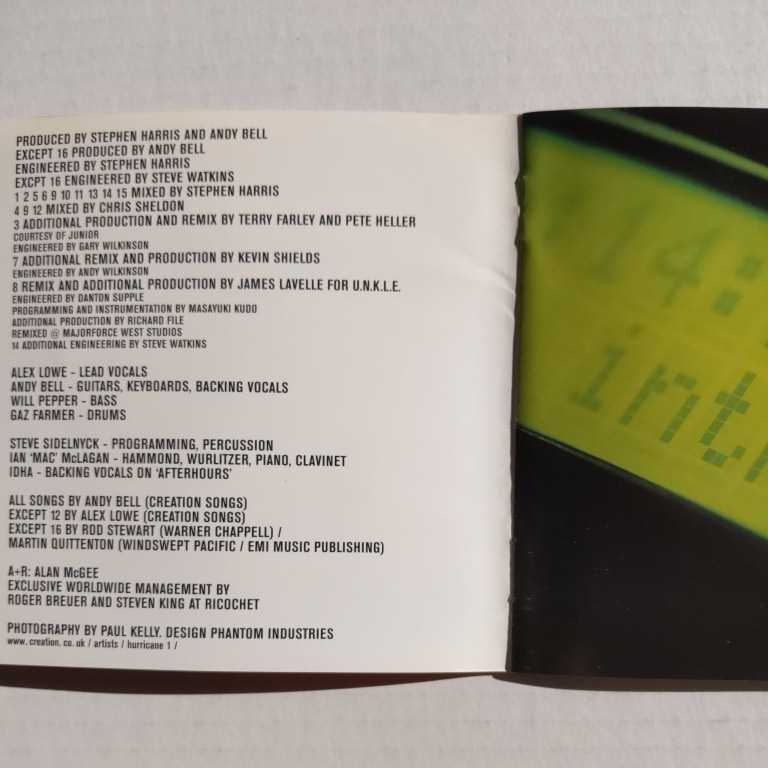 PRODUCED BY STEPHEN HARRIS AND ANDY BELL
EXCEPT 16 PRODUCED BY ANDY BELL
ENGINEERED BY STEPHEN HARRIS
EXCPT 16 ENGINEERED BY STEVE WATKINS
1 2 5 6 9 10 11 13 14 15 MIXED BY STEPHEN HARRIS
4 9 12 MIXED BY CHRIS SHELDON
3 ADDITIONAL PRODUCTION AND REMIX BY TERRY FARLEY AND PETE HELLER
COURTESY OF JUNIOR
ENGINEERED BY GARY WILKINSON
7 ADDITIONAL REMIX AND PRODUCTION BY KEVIN SHIELDS
ENGINEERED BY ANDY WILKINSON
8 REMIX AND ADDITIONAL PRODUCTION BY JAMES LAVELLE FOR U.N.K.L.E.
ENGINEERED BY DANTON SUPPLE
PROGRAMMING AND INSTRUMENTATION BY MASAYUKI KUDO
ADDITIONAL PRODUCTION BY RICHARD FILE
REMIXED @ MAJORFORCE WEST STUDIOS
14 ADDITIONAL ENGINEERING BY STEVE WATKINS
ALEX LOWE - LEAD VOCALS
ANDY BELL - GUITARS, KEYBOARDS, BACKING VOCALS
WILL PEPPER - BASS
GAZ FARMER - DRUMS
STEVE SIDELNYCK - PROGRAMMING, PERCUSSION
IAN 'MAC' McLAGAN - HAMMOND, WURLITZER, PIANO, CLAVINET
IDHA - BACKING VOCALS ON 'AFTERHOURS'
ALL SONGS BY ANDY BELL (CREATION SONGS)
EXCEPT 12 BY ALEX LOWE (CREATION SONGS)
EXCEPT 16 BY ROD STEWART (WARNER CHAPPELL) /
MARTIN QUITTENTON (WINDSWEPT PACIFIC / EMI MUSIC PUBLISHING)
A+R: ALAN McGEE
EXCLUSIVE WORLDWIDE MANAGEMENT BY
ROGER BREUER AND STEVEN KING AT RICOCHET
PHOTOGRAPHY BY PAUL KELLY. DESIGN PHANTOM INDUSTRIES
www.creation.co.uk / artists / hurricane 1 /
14: